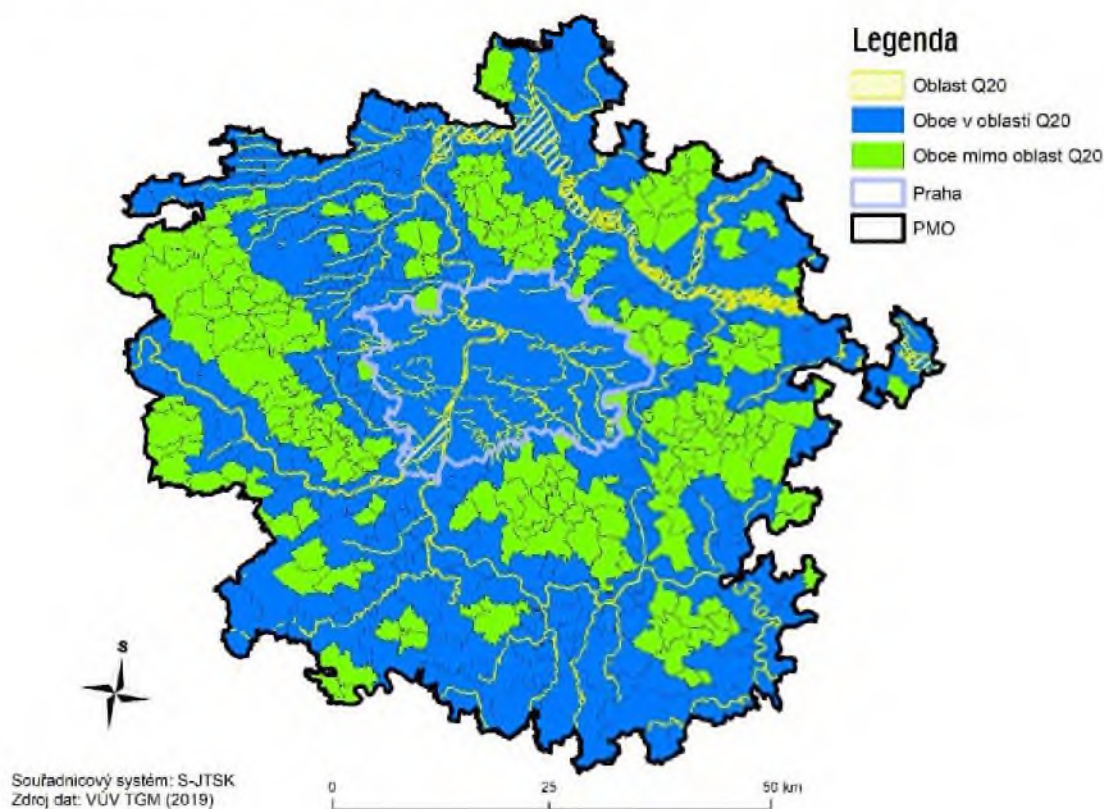 Legenda
Oblast Q20
Obce v oblasti Q20
Obce mimo oblast Q20
Praha
PMO
S
Souřadnicový systém: S-JTSK
Zdroj dat: VÚV TGM (2019)
0 25 50 km